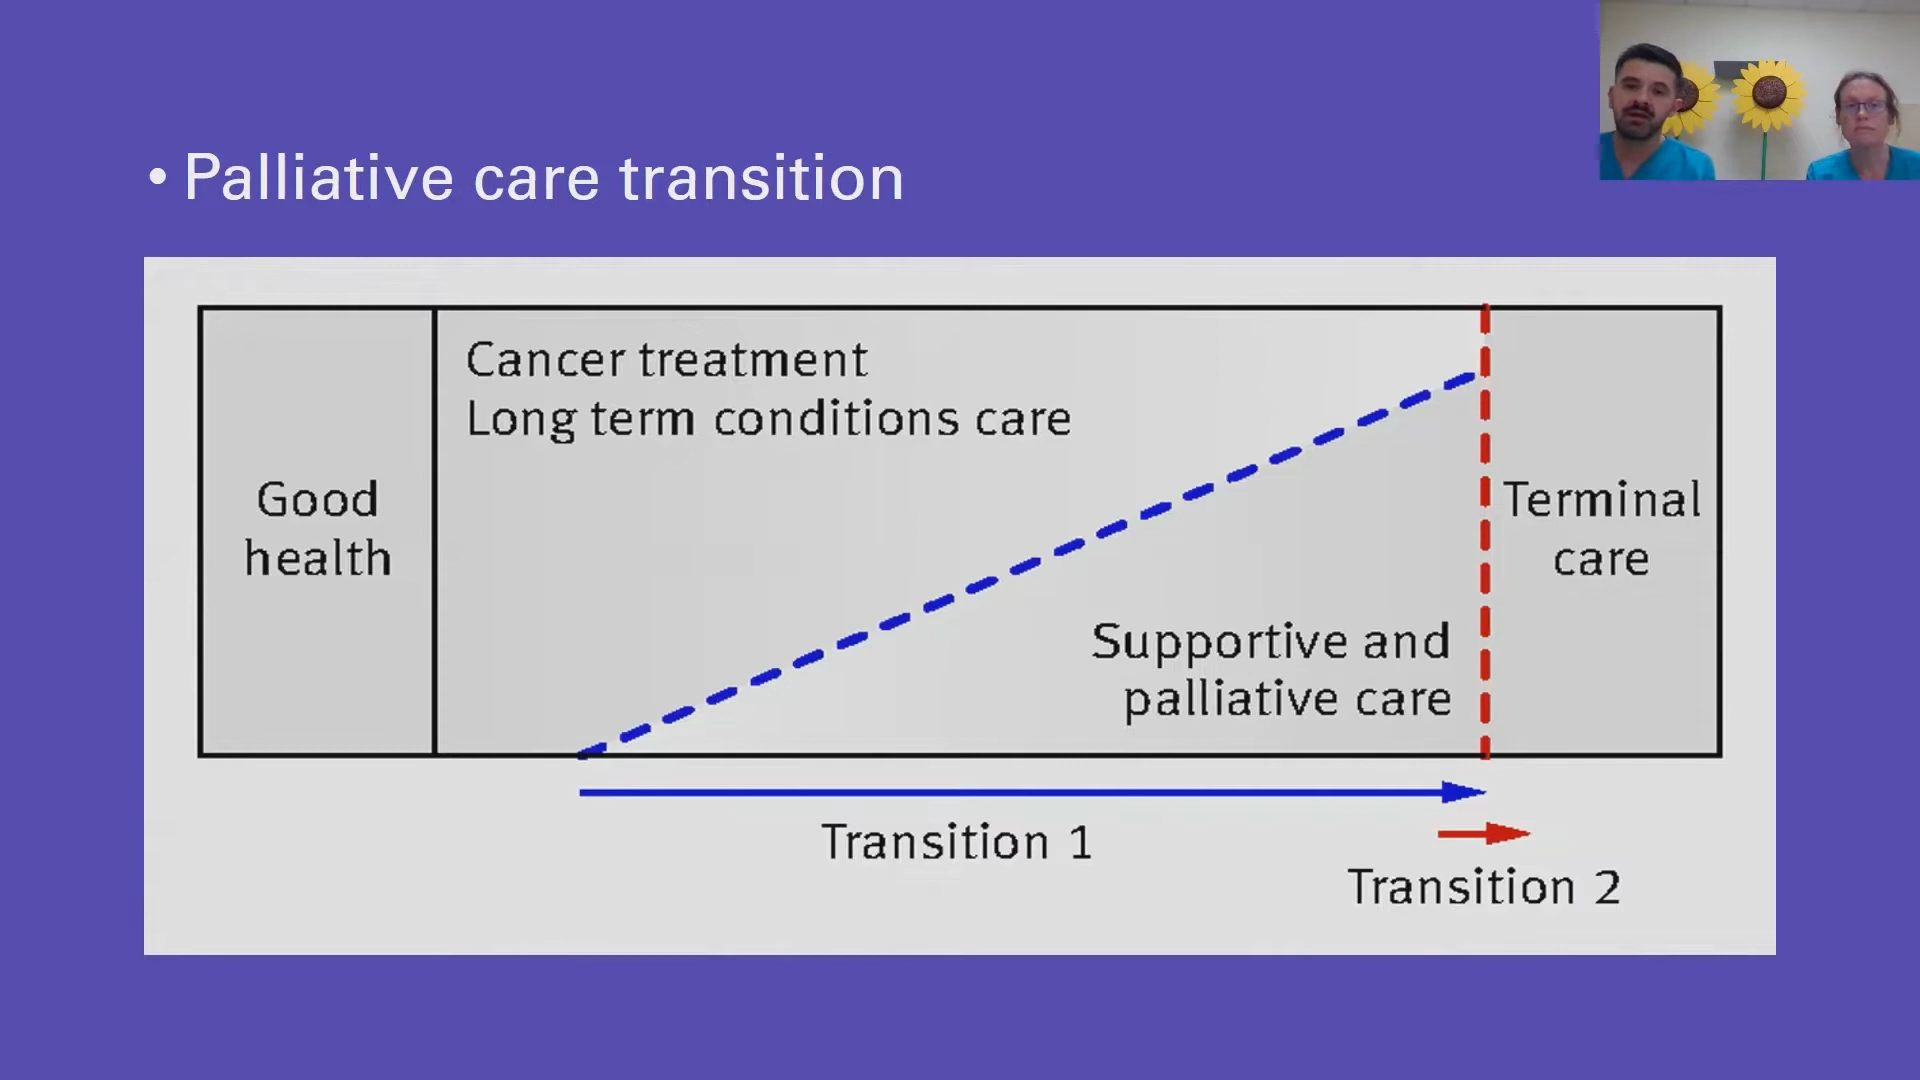 • Palliative care transition
Good
health
Cancer treatment
Long term conditions care
Supportive and
palliative care
Terminal
care
Transition 1
Transition 2